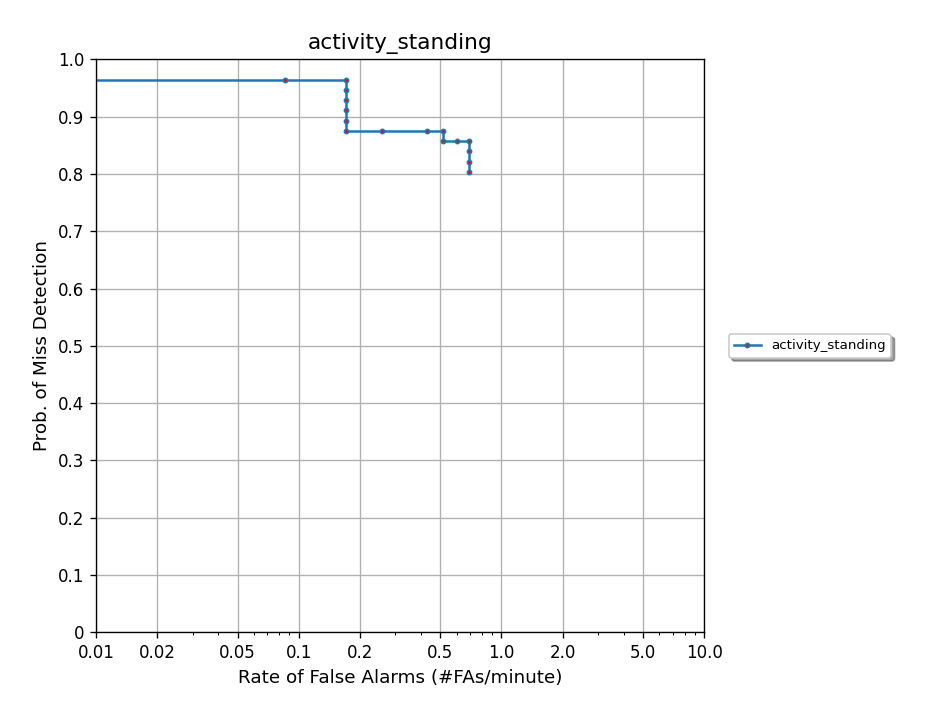 activity_standing
1.0
0.9
0.8
0.7
0.6
0.5
0.4
0.3
0.2
0.1
0
Prob. of Miss Detection
0.01 0.02 0.05 0.1 0.2 0.5 1.0 2.0 5.0 10.0
Rate of False Alarms (#FAs/minute)
activity_standing